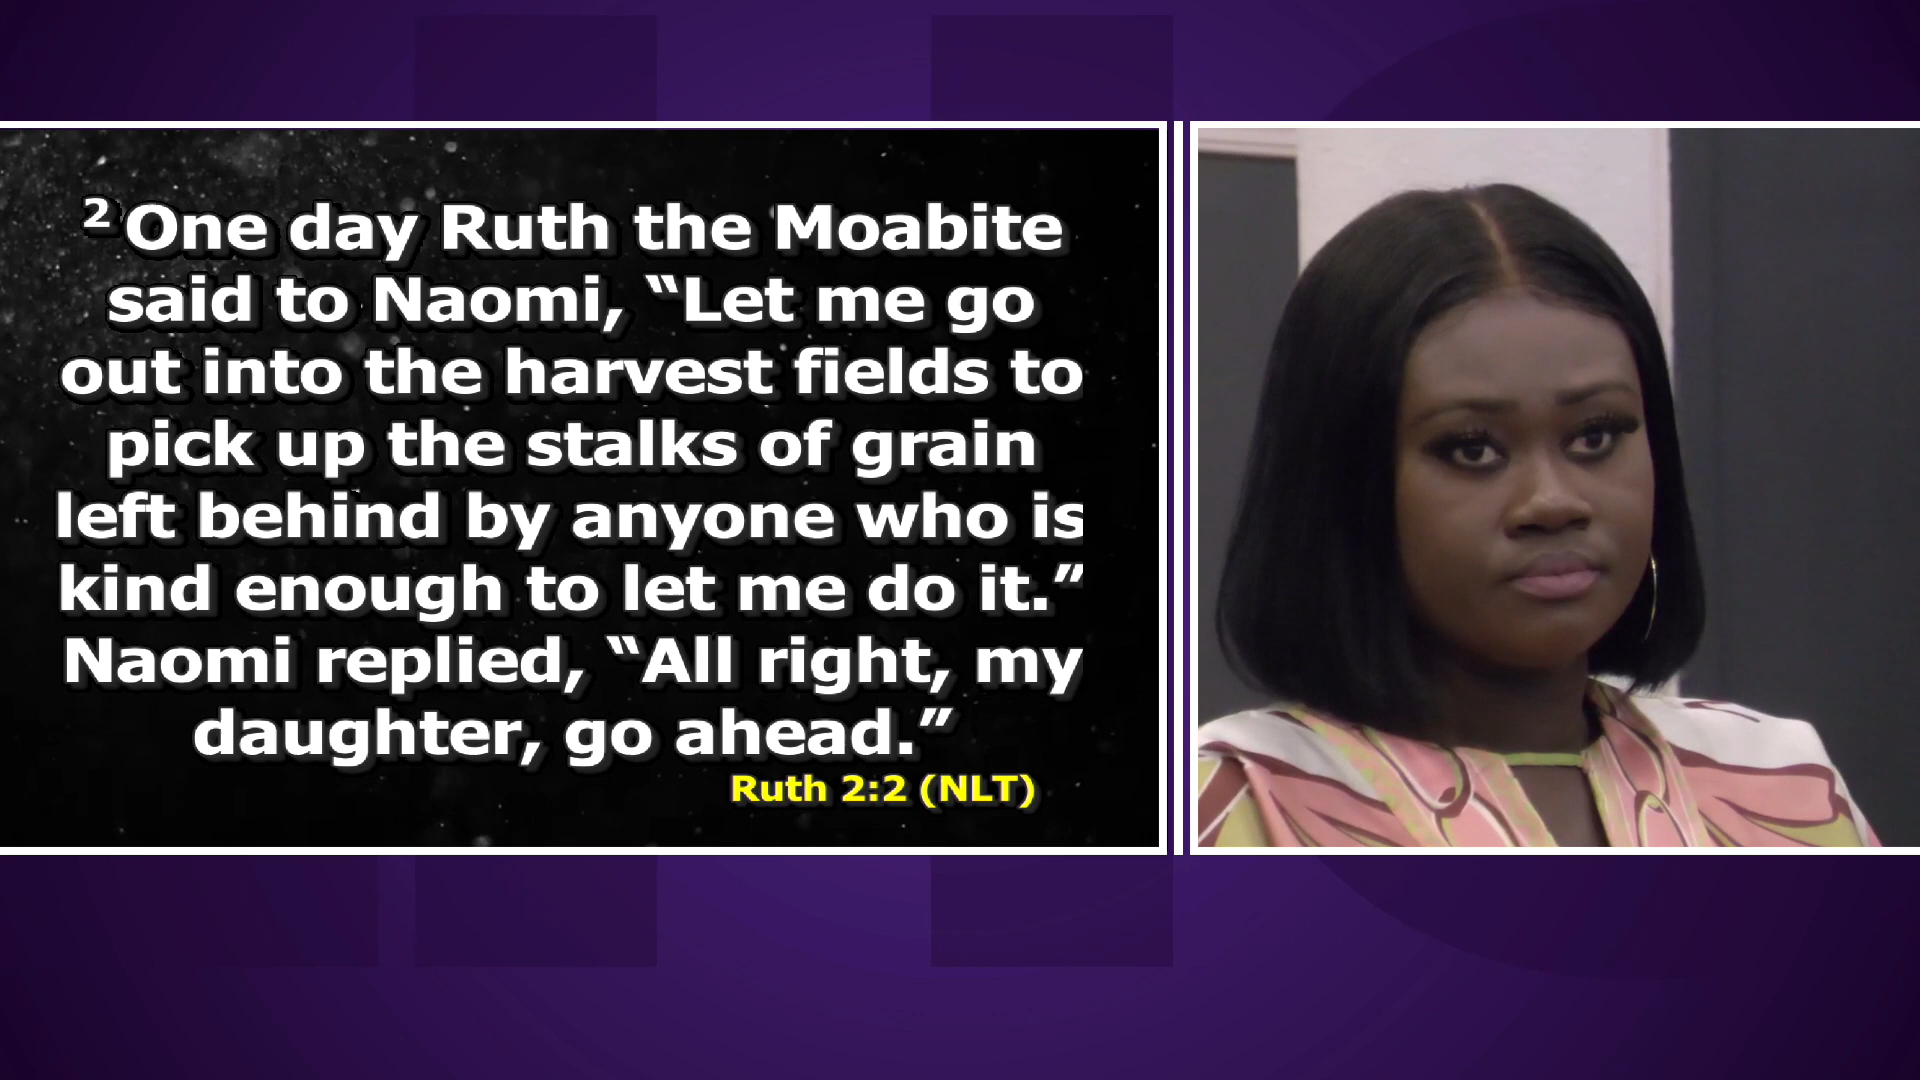 ²One day Ruth the Moabite
said to Naomi, “Let me go
out into the harvest fields to
pick up the stalks of grain
left behind by anyone who is
kind enough to let me do it.”
Naomi replied, “All right, my
daughter, go ahead.”
Ruth 2:2 (NLT)